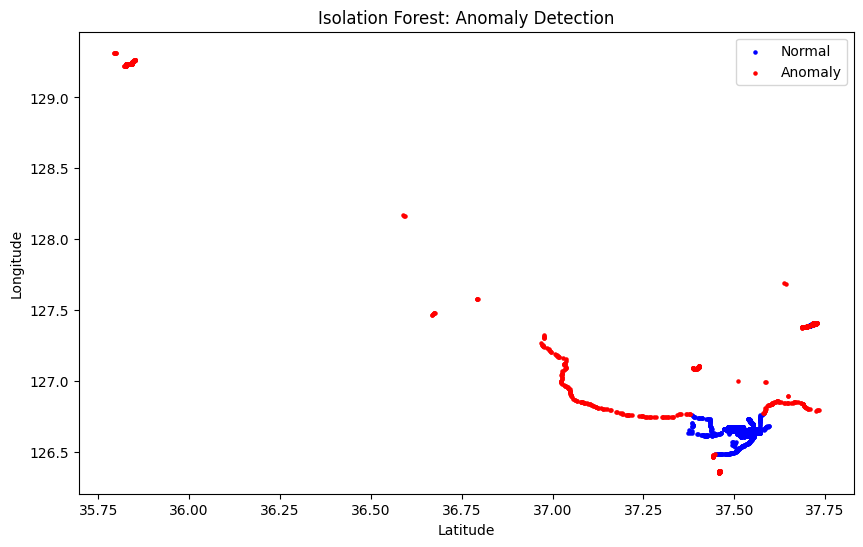 Isolation Forest: Anomaly Detection
Normal
Anomaly
129.0
128.5
128.0
127.5
127.0
126.5
Longitude
35.75 36.00 36.25 36.50 36.75 37.00 37.25 37.50 37.75
Latitude